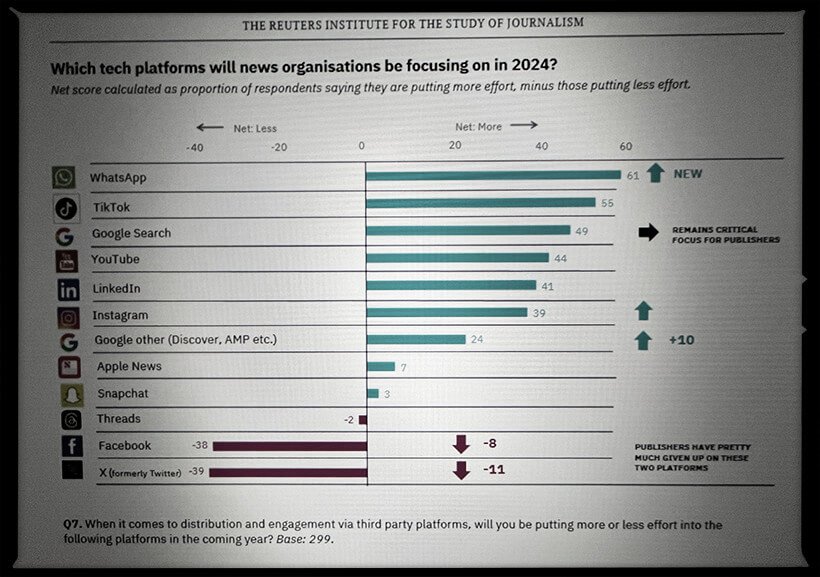 THE REUTERS INSTITUTE FOR THE STUDY OF JOURNALISM
Which tech platforms will news organisations be focusing on in 2024?
Net score calculated as proportion of respondents saying they are putting more effort, minus those putting less effort.
← Net: Less Net: More →
-40 -20 0 20 40 60
WhatsApp 61 NEW
TikTok 55
Google Search 49 REMAINS CRITICAL
FOCUS FOR PUBLISHERS
YouTube 44
LinkedIn 41
Instagram 39
Google other (Discover, AMP etc.) 24 +10
Apple News 7
Snapchat 3
Threads -2
Facebook -38 -8
X (formerly Twitter) -39 -11
PUBLISHERS HAVE PRETTY
MUCH GIVEN UP ON THESE
TWO PLATFORMS
Q7. When it comes to distribution and engagement via third party platforms, will you be putting more or less effort into the
following platforms in the coming year? Base: 299.